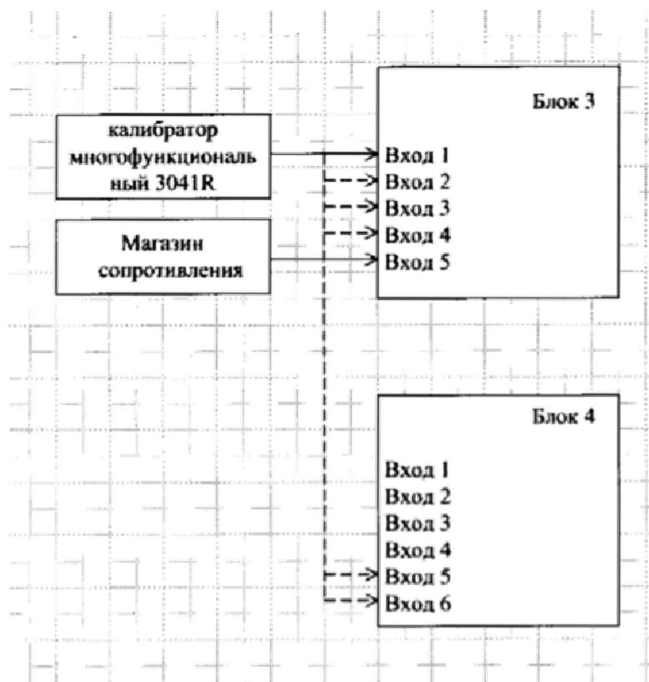 Блок 3
калибратор
многофункциональ
ный 3041R
Вход 1
Вход 2
Вход 3
Вход 4
Вход 5
Магазин
сопротивления
Блок 4
Вход 1
Вход 2
Вход 3
Вход 4
Вход 5
Вход 6